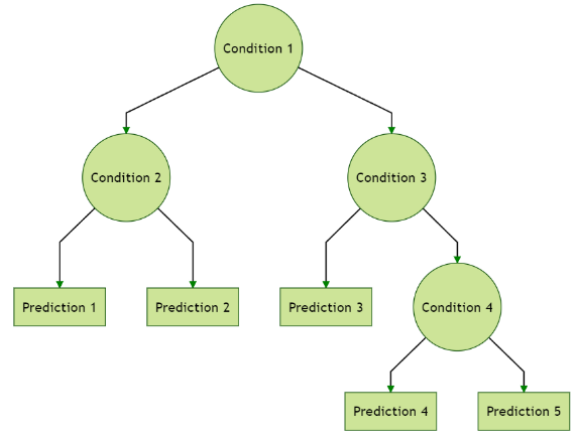 Condition 1
Condition 2
Condition 3
Prediction 1
Prediction 2
Prediction 3
Condition 4
Prediction 4
Prediction 5